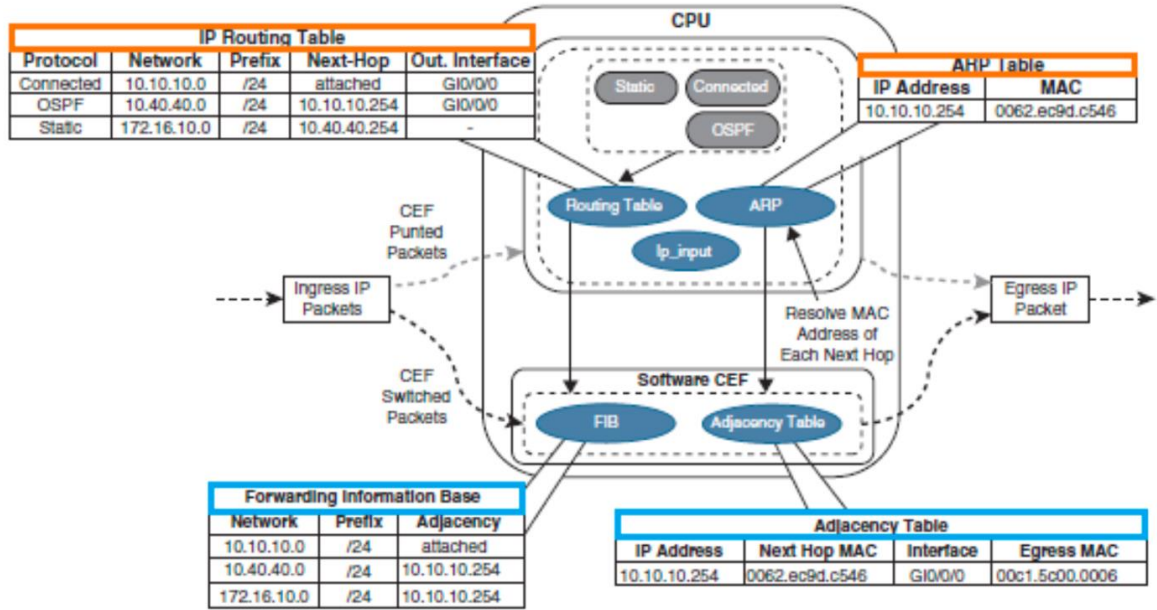 CPU
IP Routing Table
Protocol Network Prefix Next-Hop Out. Interface
Connected 10.10.10.0 /24 attached GI0/0/0
OSPF 10.40.40.0 /24 10.10.10.254 GI0/0/0
Static 172.16.10.0 /24 10.40.40.254 -
ARP Table
IP Address MAC
10.10.10.254 0062.ec9d.c546
Static Connected
OSPF
Routing Table
ARP
Ip_input
CEF
Punted
Packets
Ingress IP
Packets
Egress IP
Packet
Resolve MAC
Address of
Each Next Hop
CEF
Switched
Packets
Software CEF
FIB
Adjacency Table
Forwarding Information Base
Network Prefix Adjacency
10.10.10.0 /24 attached
10.40.40.0 /24 10.10.10.254
172.16.10.0 /24 10.10.10.254
Adjacency Table
IP Address Next Hop MAC Interface Egress MAC
10.10.10.254 0062.ec9d.c546 GI0/0/0 00c1.5c00.0006